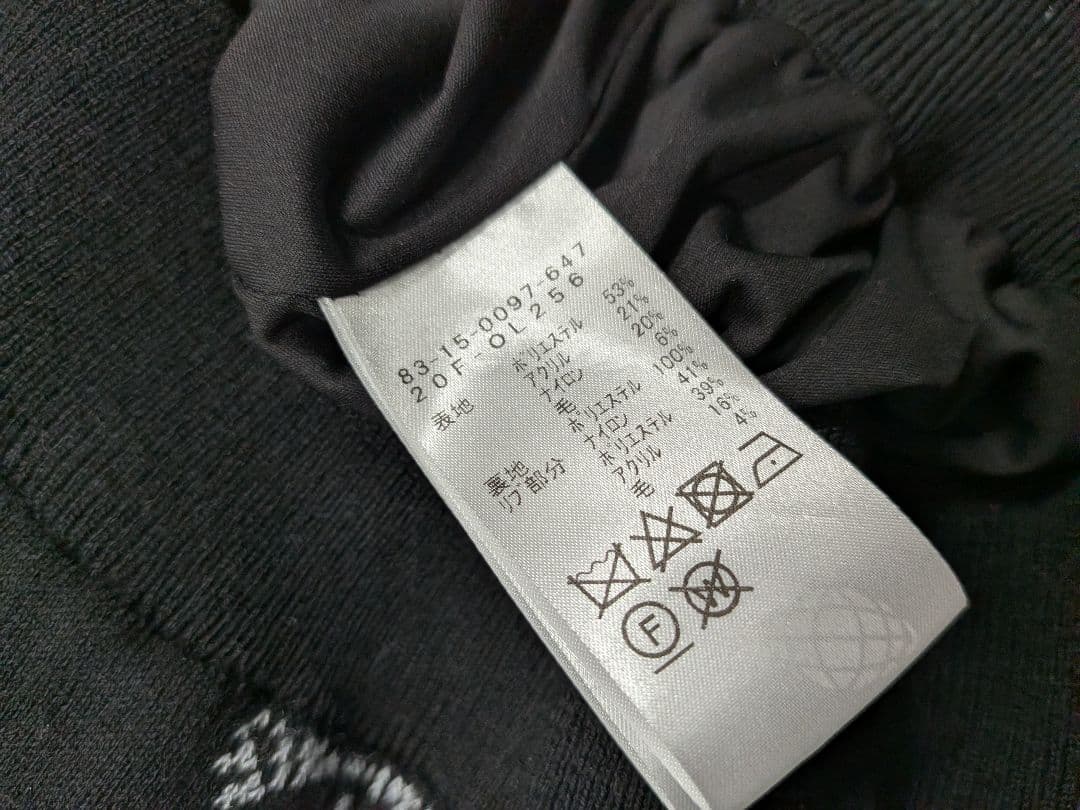 83-15-0097-647
20F-OL256
表地 ポリエステル 53%
アクリル 21%
ナイロン 20%
毛 6%
裏地 ポリエステル 100%
リブ部分 ナイロン 41%
ポリエステル 39%
アクリル 16%
毛 4%
F
W